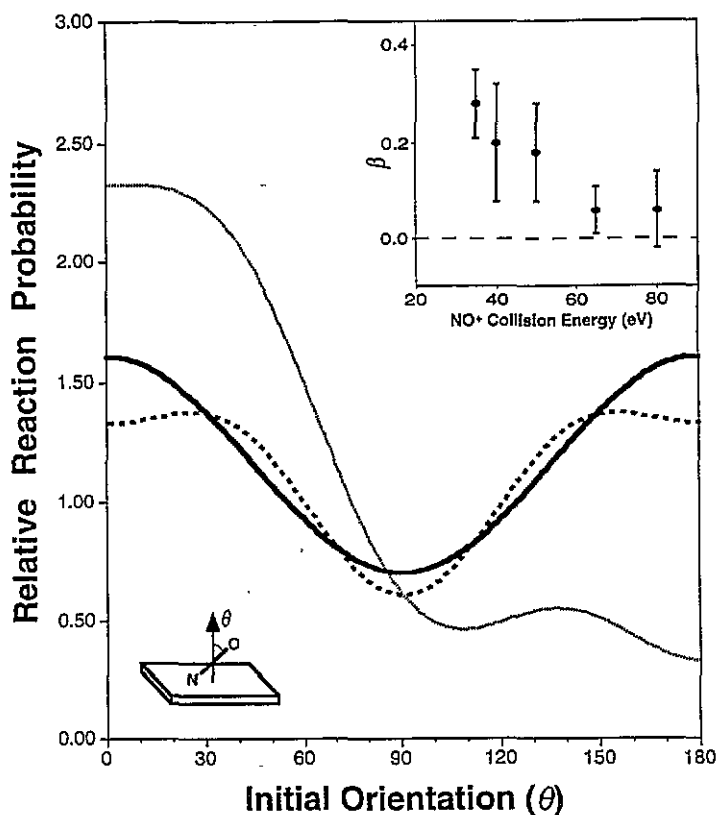 Relative Reaction Probability
3.00
2.50
2.00
1.50
1.00
0.50
0.00
0 30 60 90 120 150 180
Initial Orientation (θ)
β
0.4
0.2
0.0
20 40 60 80
NO⁺ Collision Energy (eV)
θ
O
N